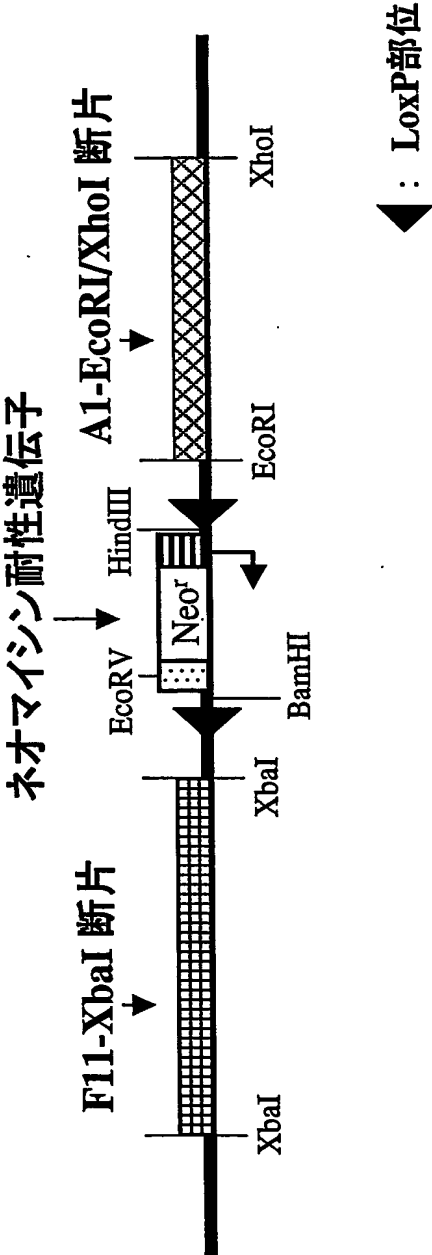 ネオマイシン耐性遺伝子
F11-XbaI 断片
A1-EcoRI/XhoI 断片
EcoRV
HindIII
Neor
XbaI
XbaI
BamHI
EcoRI
XhoI
: LoxP部位